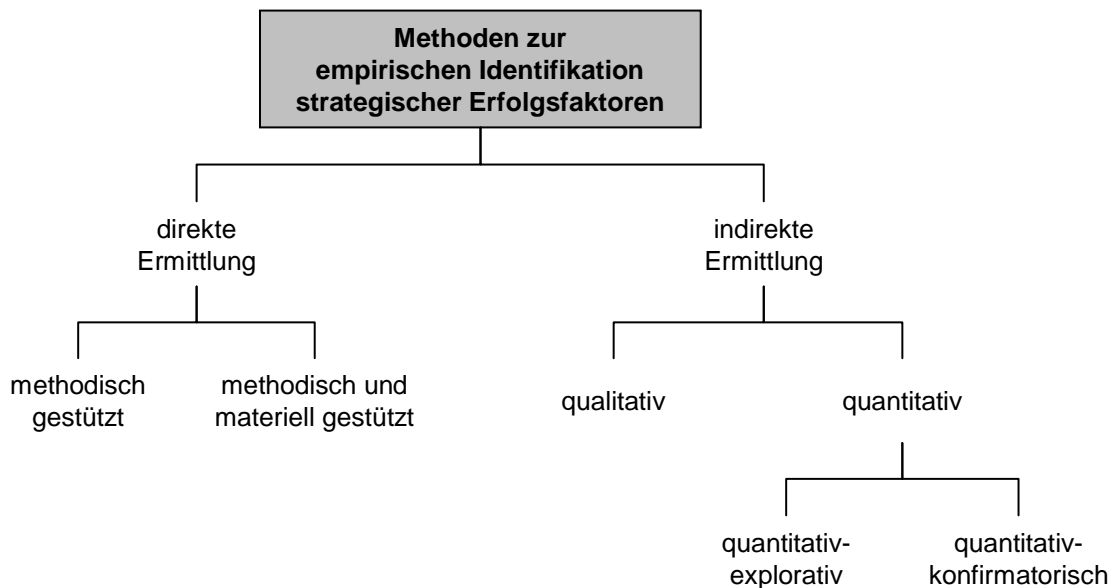 Methoden zur
empirischen Identifikation
strategischer Erfolgsfaktoren
direkte
Ermittlung
indirekte
Ermittlung
methodisch
gestützt
methodisch und
materiell gestützt
qualitativ
quantitativ
quantitativ-
explorativ
quantitativ-
konfirmatorisch